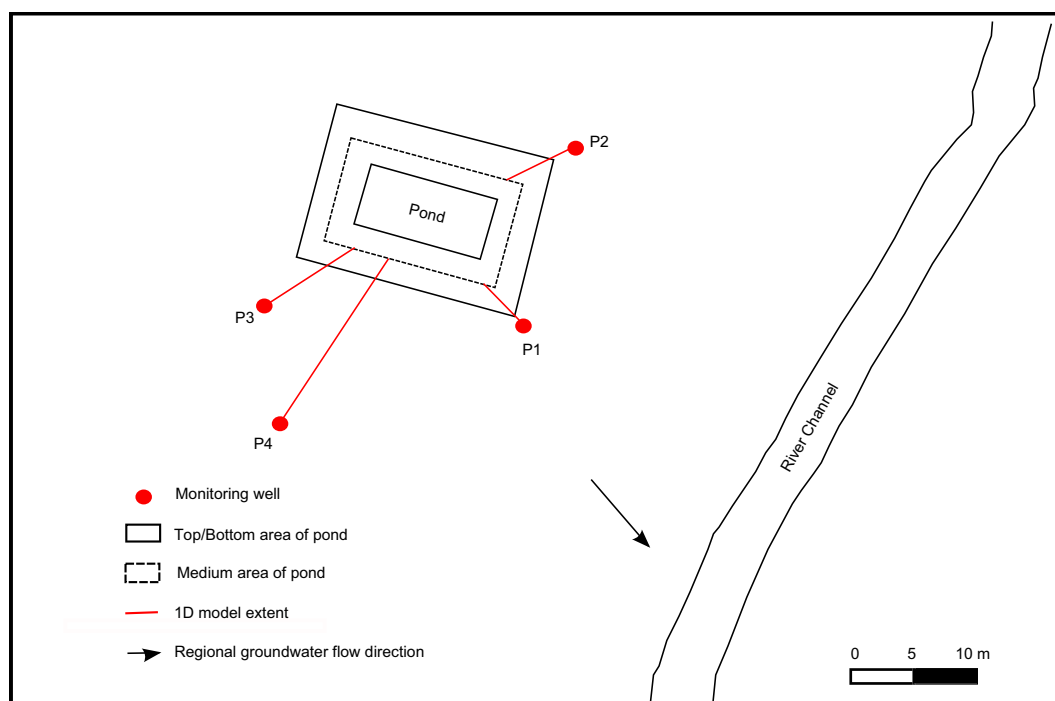 P2
Pond
P3
P1
P4
River Channel
Monitoring well
Top/Bottom area of pond
Medium area of pond
1D model extent
Regional groundwater flow direction
0 5 10 m